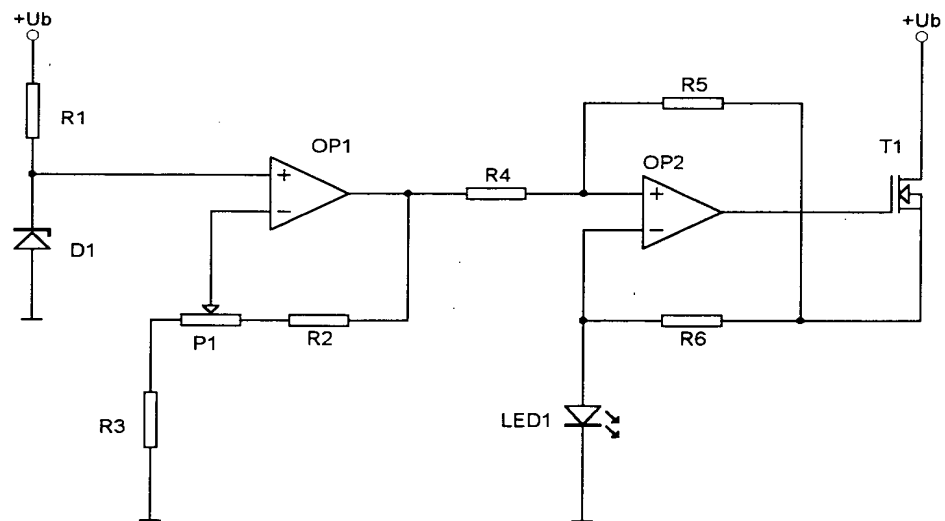 +Ub
+Ub
R1
R5
OP1
OP2
T1
R4
+
+
−
−
D1
P1
R2
R6
R3
LED1